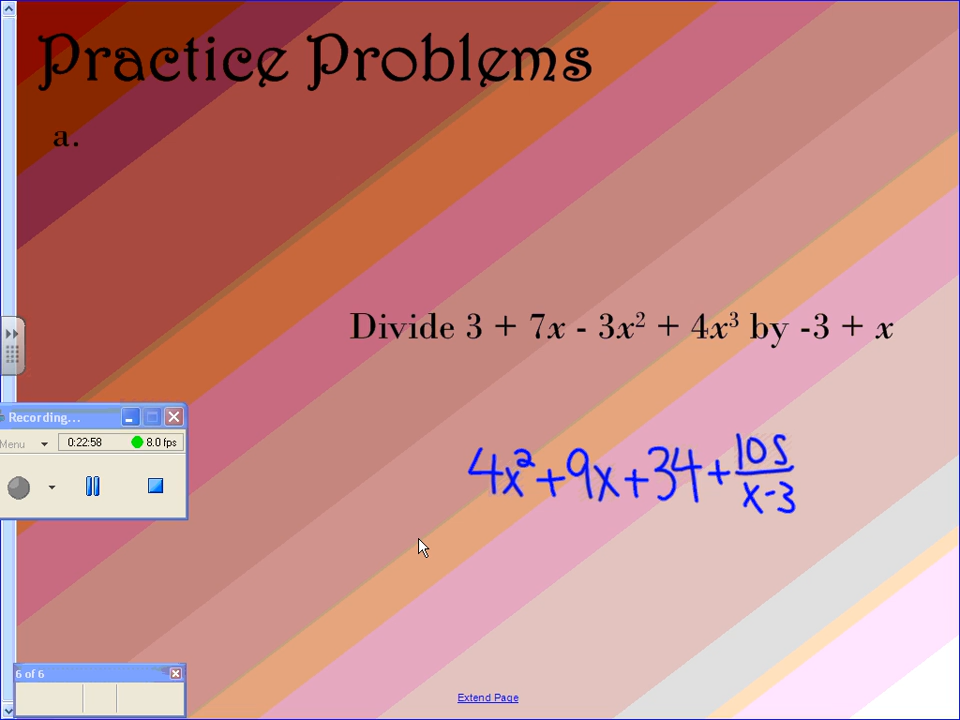 Practice Problems
a.
Divide 3 + 7x - 3x² + 4x³ by -3 + x
Recording...
Menu 0:22:58 8.0 fps
4x²+9x+34+105/x-3
6 of 6
Extend Page